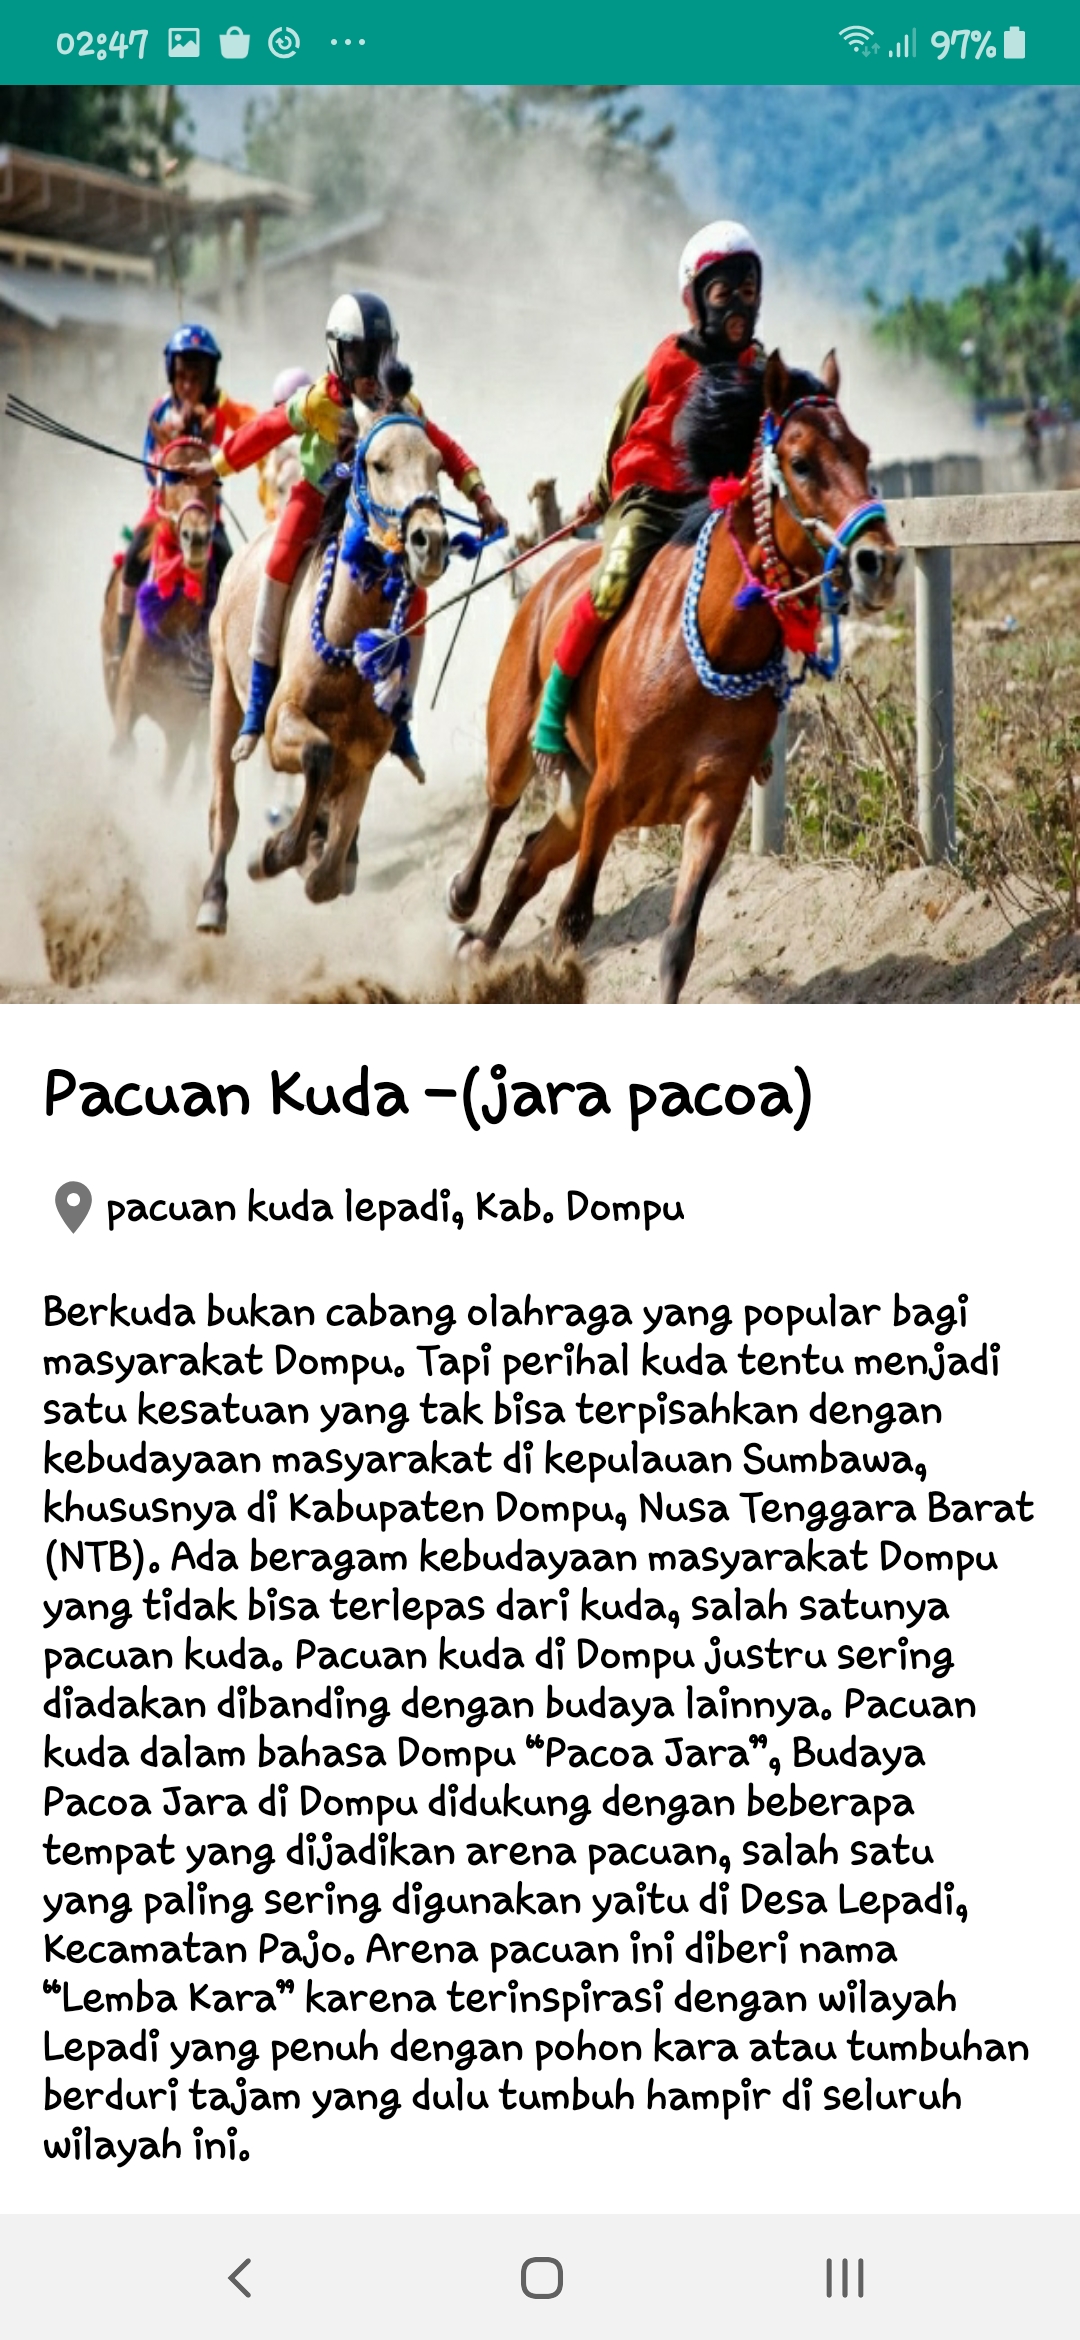 02:47
97%
Pacuan Kuda -(jara pacoa)
pacuan kuda lepadi, Kab. Dompu
Berkuda bukan cabang olahraga yang popular bagi
masyarakat Dompu. Tapi perihal kuda tentu menjadi
satu kesatuan yang tak bisa terpisahkan dengan
kebudayaan masyarakat di kepulauan Sumbawa,
khususnya di Kabupaten Dompu, Nusa Tenggara Barat
(NTB). Ada beragam kebudayaan masyarakat Dompu
yang tidak bisa terlepas dari kuda, salah satunya
pacuan kuda. Pacuan kuda di Dompu justru sering
diadakan dibanding dengan budaya lainnya. Pacuan
kuda dalam bahasa Dompu “Pacoa Jara”, Budaya
Pacoa Jara di Dompu didukung dengan beberapa
tempat yang dijadikan arena pacuan, salah satu
yang paling sering digunakan yaitu di Desa Lepadi,
Kecamatan Pajo. Arena pacuan ini diberi nama
“Lemba Kara” karena terinspirasi dengan wilayah
Lepadi yang penuh dengan pohon kara atau tumbuhan
berduri tajam yang dulu tumbuh hampir di seluruh
wilayah ini.